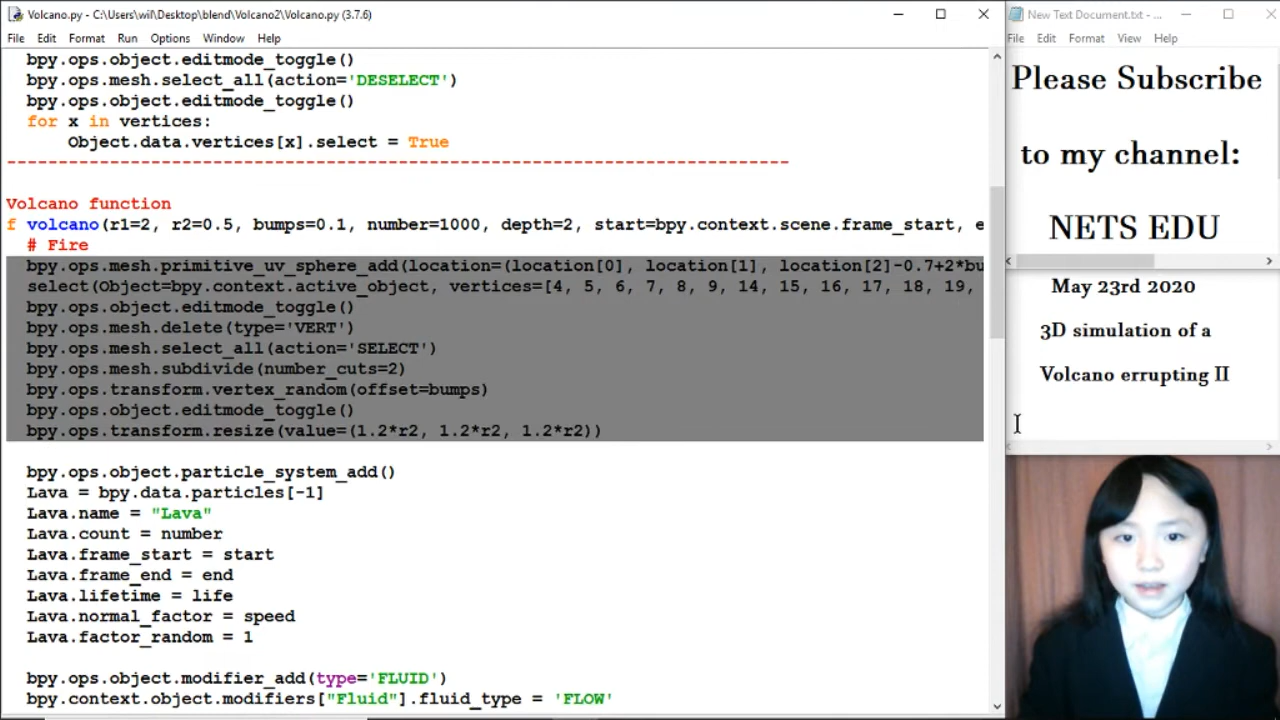 Volcano.py - C:\Users\wil\Desktop\blend\Volcano2\Volcano.py (3.7.6)
File Edit Format Run Options Window Help
bpy.ops.object.editmode_toggle()
bpy.ops.mesh.select_all(action='DESELECT')
bpy.ops.object.editmode_toggle()
for x in vertices:
Object.data.vertices[x].select = True
----------------------------------------------------------------------------
Volcano function
f volcano(r1=2, r2=0.5, bumps=0.1, number=1000, depth=2, start=bpy.context.scene.frame_start, e
# Fire
bpy.ops.mesh.primitive_uv_sphere_add(location=(location[0], location[1], location[2]-0.7+2*bu
select(Object=bpy.context.active_object, vertices=[4, 5, 6, 7, 8, 9, 14, 15, 16, 17, 18, 19,
bpy.ops.object.editmode_toggle()
bpy.ops.mesh.delete(type='VERT')
bpy.ops.mesh.select_all(action='SELECT')
bpy.ops.mesh.subdivide(number_cuts=2)
bpy.ops.transform.vertex_random(offset=bumps)
bpy.ops.object.editmode_toggle()
bpy.ops.transform.resize(value=(1.2*r2, 1.2*r2, 1.2*r2))
bpy.ops.object.particle_system_add()
Lava = bpy.data.particles[-1]
Lava.name = "Lava"
Lava.count = number
Lava.frame_start = start
Lava.frame_end = end
Lava.lifetime = life
Lava.normal_factor = speed
Lava.factor_random = 1
bpy.ops.object.modifier_add(type='FLUID')
bpy.context.object.modifiers["Fluid"].fluid_type = 'FLOW'
New Text Document.txt - ...
File Edit Format View Help
Please Subscribe
to my channel:
NETS EDU
May 23rd 2020
3D simulation of a
Volcano errupting II